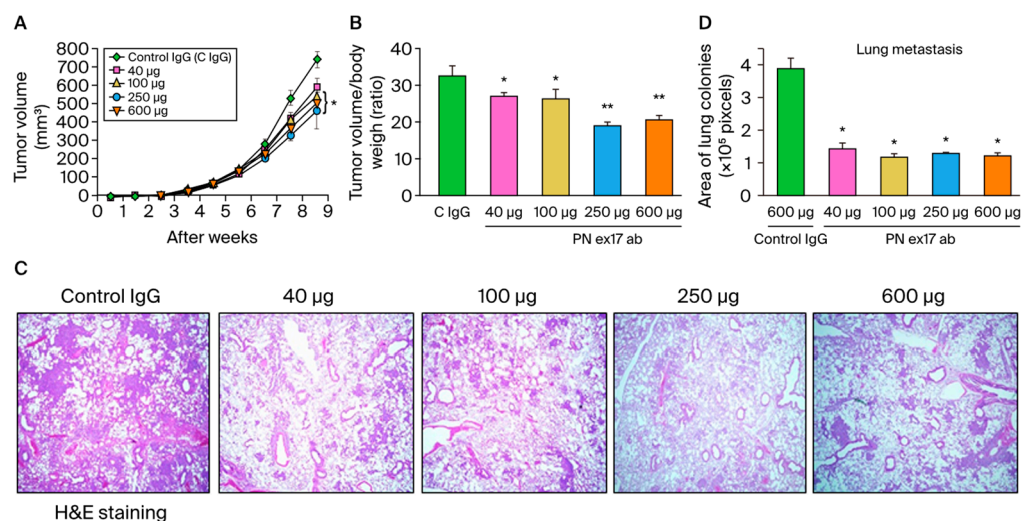 A
Tumor volume
(mm³)
800
700
600
500
400
300
200
100
0
0 1 2 3 4 5 6 7 8 9
After weeks
Control IgG (C IgG)
40 µg
100 µg
250 µg
600 µg
*
B
Tumor volume/body
weigh (ratio)
40
30
20
10
0
* * ** **
C IgG 40 µg 100 µg 250 µg 600 µg
PN ex17 ab
D
Lung metastasis
Area of lung colonies
(×10⁵ pixels)
4
3
2
1
0
* * * *
600 µg 40 µg 100 µg 250 µg 600 µg
Control IgG PN ex17 ab
C
Control IgG 40 µg 100 µg 250 µg 600 µg
H&E staining